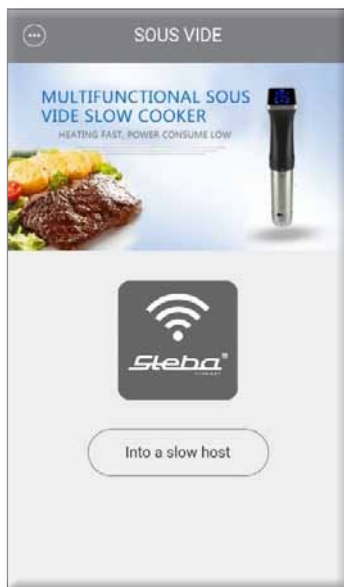 SOUS VIDE
MULTIFUNCTIONAL SOUS
VIDE SLOW COOKER
HEATING FAST, POWER CONSUME LOW
Steba®
Into a slow host